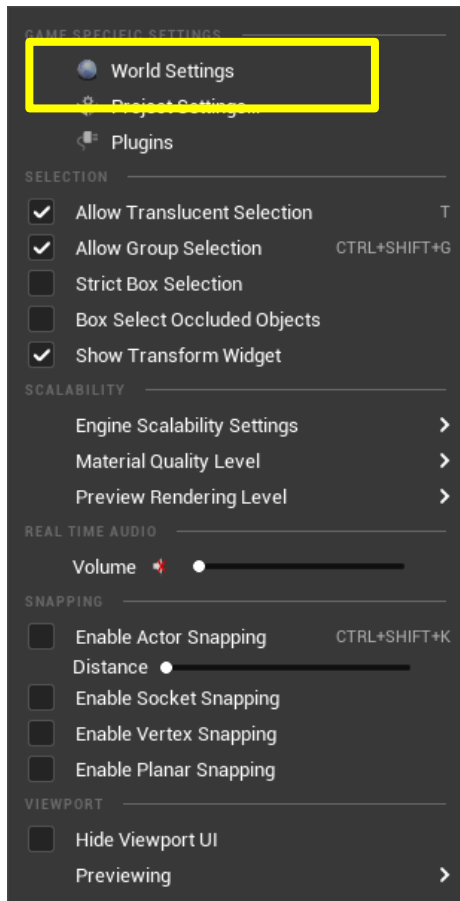 GAME SPECIFIC SETTINGS
World Settings
Project Settings...
Plugins
SELECTION
Allow Translucent Selection T
Allow Group Selection CTRL+SHIFT+G
Strict Box Selection
Box Select Occluded Objects
Show Transform Widget
SCALABILITY
Engine Scalability Settings
Material Quality Level
Preview Rendering Level
REAL TIME AUDIO
Volume
SNAPPING
Enable Actor Snapping CTRL+SHIFT+K
Distance
Enable Socket Snapping
Enable Vertex Snapping
Enable Planar Snapping
VIEWPORT
Hide Viewport UI
Previewing